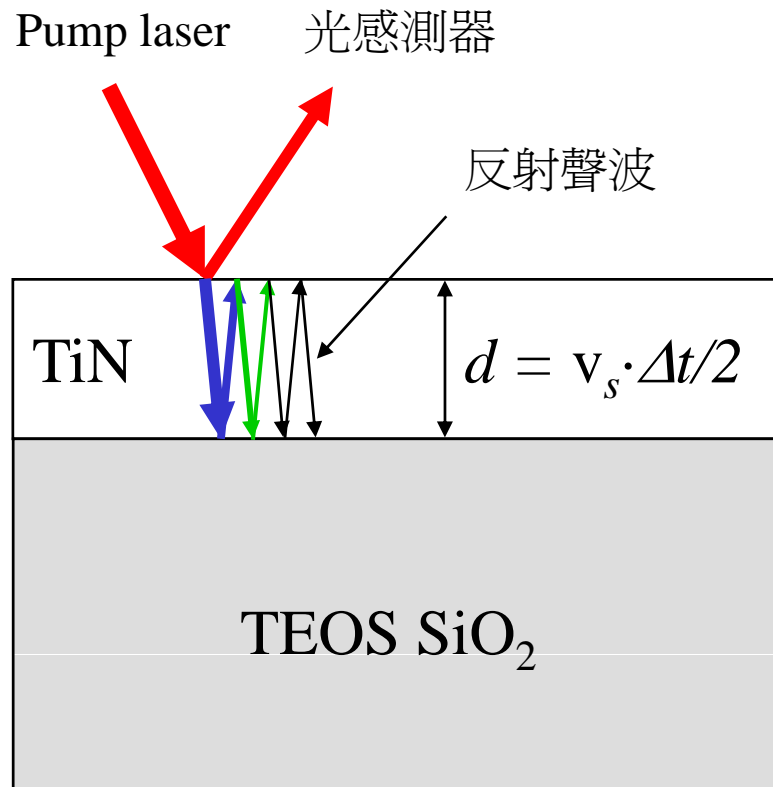 Pump laser 光感測器
反射聲波
TiN d = vₛ·Δt/2
TEOS SiO₂